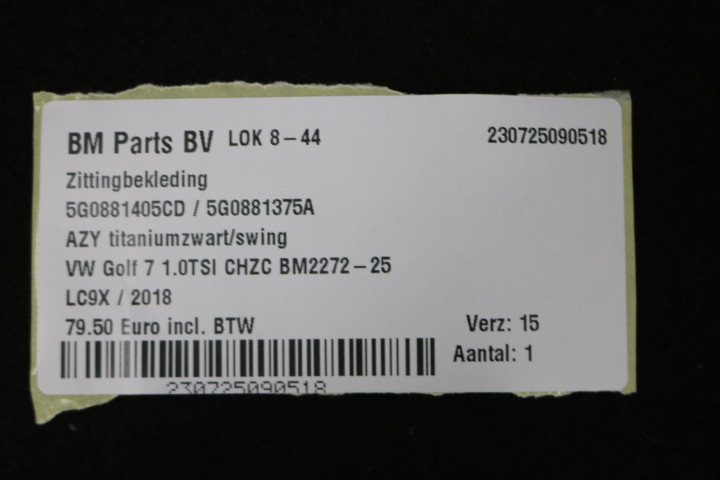 BM Parts BV LOK 8-44 230725090518
Zittingbekleding
5G0881405CD / 5G0881375A
AZY titaniumzwart/swing
VW Golf 7 1.0TSI CHZC BM2272-25
LC9X / 2018
79.50 Euro incl. BTW Verz: 15
Aantal: 1
230725090518